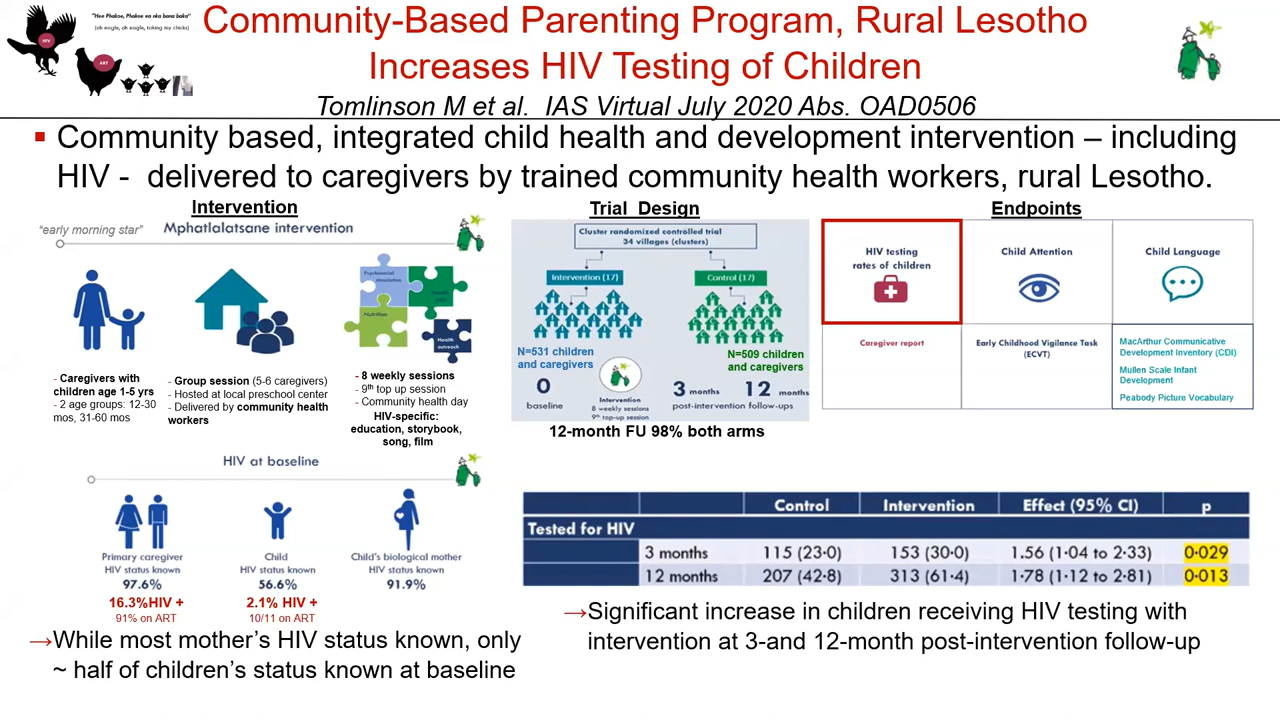 "Hee Phakoe, Phakoe ea nka bana baka"
(oh eagle, oh eagle, taking my chicks)
HIV
ART
Community-Based Parenting Program, Rural Lesotho
Increases HIV Testing of Children
Tomlinson M et al. IAS Virtual July 2020 Abs. OAD0506
Community based, integrated child health and development intervention – including
HIV - delivered to caregivers by trained community health workers, rural Lesotho.
Intervention
"early morning star"
Mphatlalatsane intervention
Psychosocial
stimulation
Nutrition
Health
outreach
- Caregivers with
children age 1-5 yrs
- 2 age groups: 12-30
mos, 31-60 mos
- Group session (5-6 caregivers)
- Hosted at local preschool center
- Delivered by community health
workers
- 8 weekly sessions
- 9th top up session
- Community health day
HIV-specific:
education, storybook,
song, film
Trial Design
Cluster randomized controlled trial
34 villages (clusters)
Intervention (17)
Control (17)
N=531 children
and caregivers
N=509 children
and caregivers
0
baseline
Intervention
8 weekly sessions
9th top-up session
3 months
12 months
post-intervention follow-ups
12-month FU 98% both arms
Endpoints
HIV testing
rates of children
Child Attention
Child Language
Caregiver report
Early Childhood Vigilance Task
(ECVT)
MacArthur Communicative
Development Inventory (CDI)
Mullen Scale Infant
Development
Peabody Picture Vocabulary
HIV at baseline
Primary caregiver
HIV status known
97.6%
16.3%HIV +
91% on ART
Child
HIV status known
56.6%
2.1% HIV +
10/11 on ART
Child's biological mother
HIV status known
91.9%
→While most mother's HIV status known, only
~ half of children's status known at baseline
Control Intervention Effect (95% CI) p
Tested for HIV
3 months 115 (23·0) 153 (30·0) 1.56 (1·04 to 2·33) 0·029
12 months 207 (42·8) 313 (61·4) 1·78 (1·12 to 2·81) 0·013
→Significant increase in children receiving HIV testing with
intervention at 3-and 12-month post-intervention follow-up